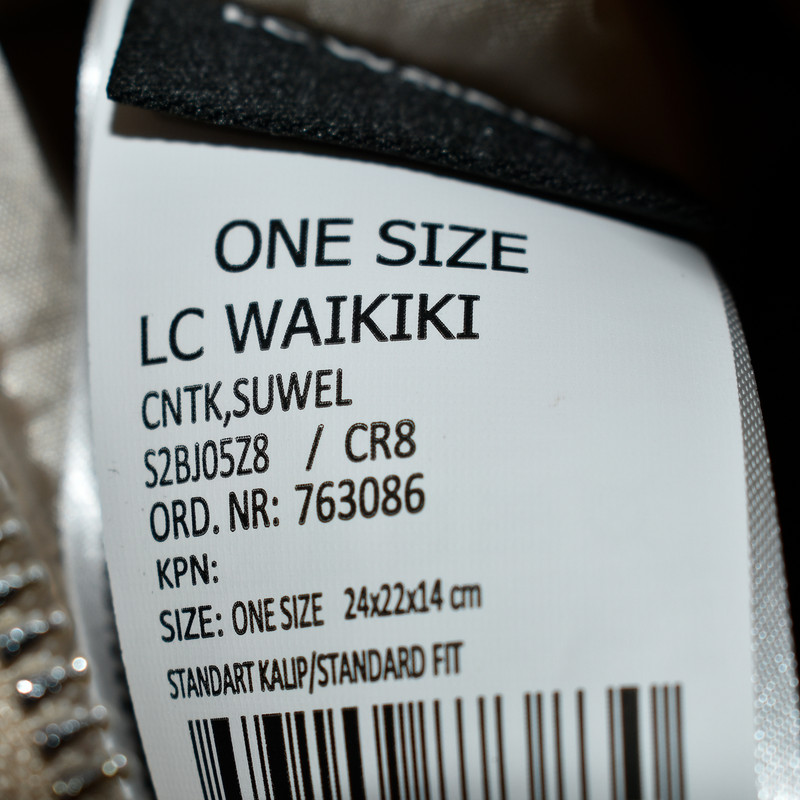 ONE SIZE
LC WAIKIKI
CNTK,SUWEL
S2BJ05Z8 / CR8
ORD. NR: 763086
KPN:
SIZE: ONE SIZE 24x22x14 cm
STANDART KALIP/STANDARD FIT